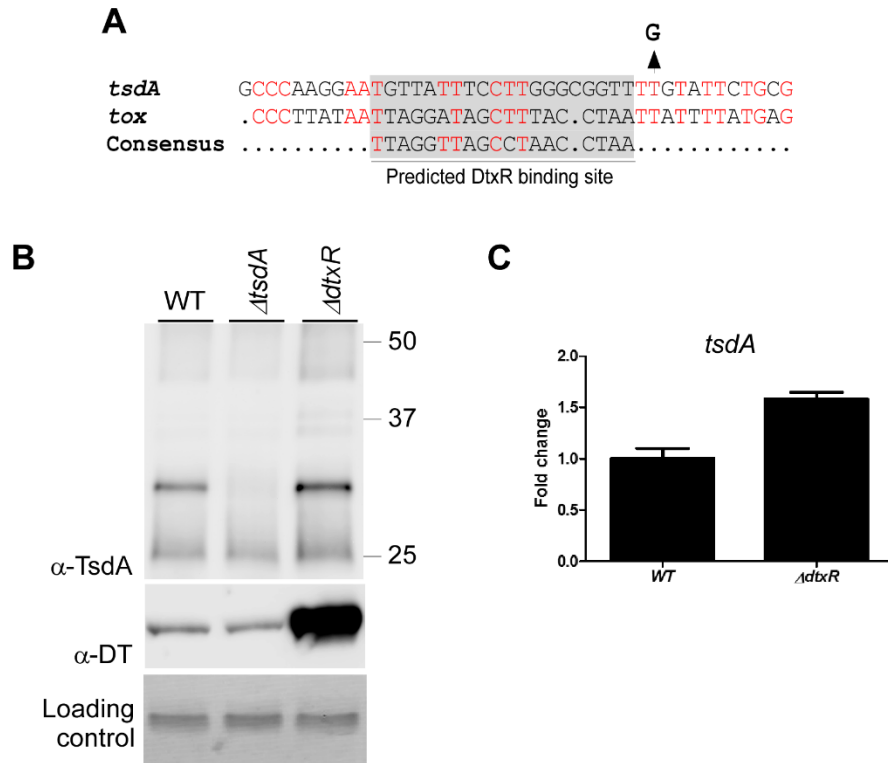 A
G
tsdA GCCCAAGGAATGTTATTTCCTTGGGCGGTTTTGTATTCTGCG
tox .CCCTTATAATTAGGATAGCTTTAC.CTAATTATTTTATGAG
Consensus ..........TTAGGTTAGCCTAAC.CTAA............
Predicted DtxR binding site
B
WT ΔtsdA ΔdtxR
50
37
25
α-TsdA
α-DT
Loading
control
C
tsdA
Fold change
2.0
1.5
1.0
0.5
0.0
WT ΔdtxR